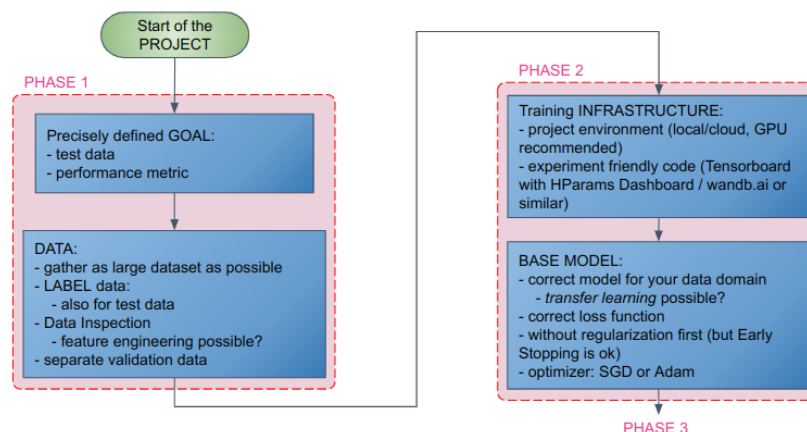 Start of the
PROJECT
PHASE 1
Precisely defined GOAL:
- test data
- performance metric
DATA:
- gather as large dataset as possible
- LABEL data:
- also for test data
- Data Inspection
- feature engineering possible?
- separate validation data
PHASE 2
Training INFRASTRUCTURE:
- project environment (local/cloud, GPU
recommended)
- experiment friendly code (Tensorboard
with HParams Dashboard / wandb.ai or
similar)
BASE MODEL:
- correct model for your data domain
- transfer learning possible?
- correct loss function
- without regularization first (but Early
Stopping is ok)
- optimizer: SGD or Adam
PHASE 3